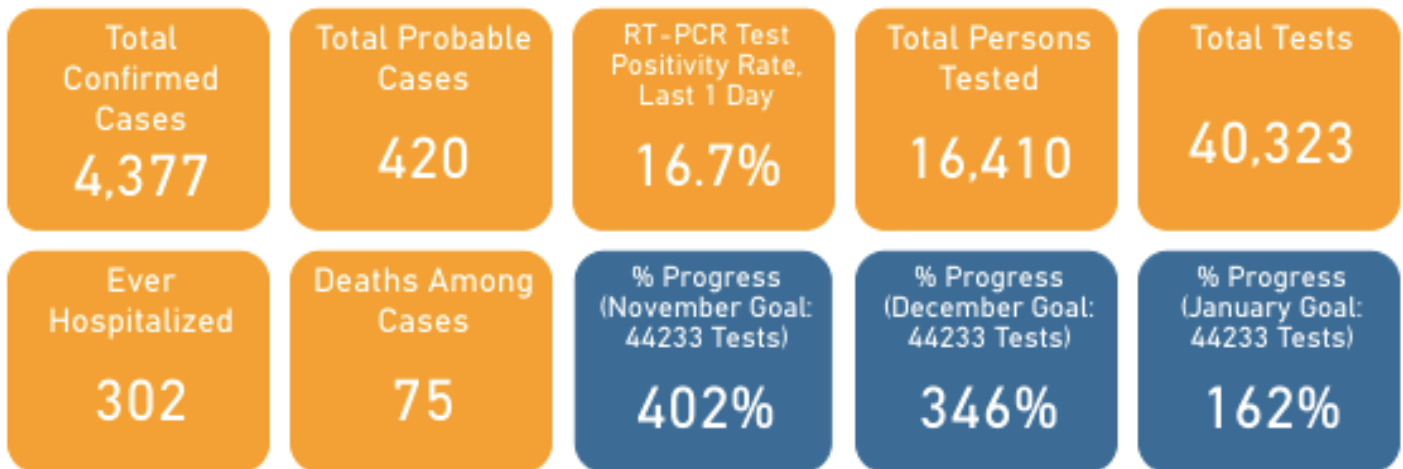 Total
Confirmed
Cases
4,377
Total Probable
Cases
420
RT-PCR Test
Positivity Rate,
Last 1 Day
16.7%
Total Persons
Tested
16,410
Total Tests
40,323
Ever
Hospitalized
302
Deaths Among
Cases
75
% Progress
(November Goal:
44233 Tests)
402%
% Progress
(December Goal:
44233 Tests)
346%
% Progress
(January Goal:
44233 Tests)
162%